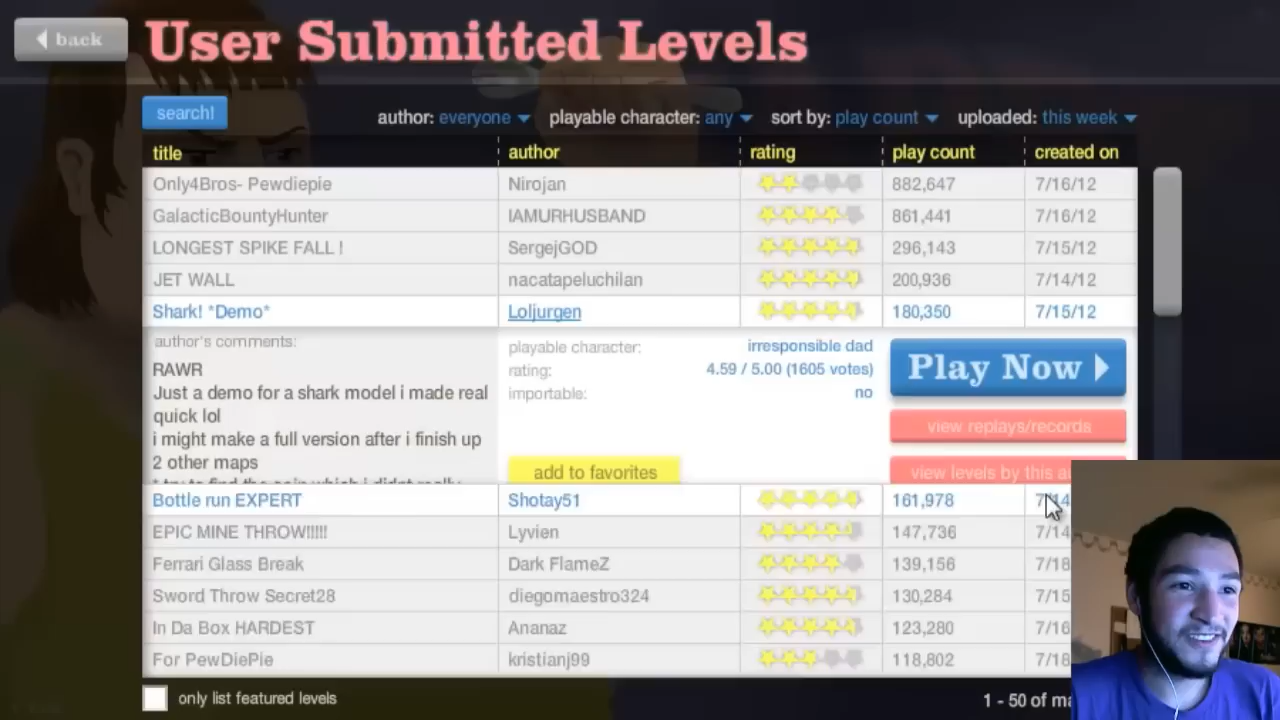 back
User Submitted Levels
search!
author: everyone
playable character: any
sort by: play count
uploaded: this week
title author rating play count created on
Only4Bros- Pewdiepie Nirojan 882,647 7/16/12
GalacticBountyHunter IAMURHUSBAND 861,441 7/16/12
LONGEST SPIKE FALL ! SergejGOD 296,143 7/15/12
JET WALL nacatapeluchilan 200,936 7/14/12
Shark! *Demo* Loljurgen 180,350 7/15/12
author's comments:
RAWR
Just a demo for a shark model i made real
quick lol
i might make a full version after i finish up
2 other maps
playable character: irresponsible dad
rating: 4.59 / 5.00 (1605 votes)
importable: no
add to favorites
Play Now
view replays/records
view levels by this
Bottle run EXPERT Shotay51 161,978
EPIC MINE THROW!!!!! Lyvien 147,736 7/14
Ferrari Glass Break Dark FlameZ 139,156 7/18
Sword Throw Secret28 diegomaestro324 130,284 7/15
In Da Box HARDEST Ananaz 123,280 7/16
For PewDiePie kristianj99 118,802 7/18
only list featured levels
1 - 50 of